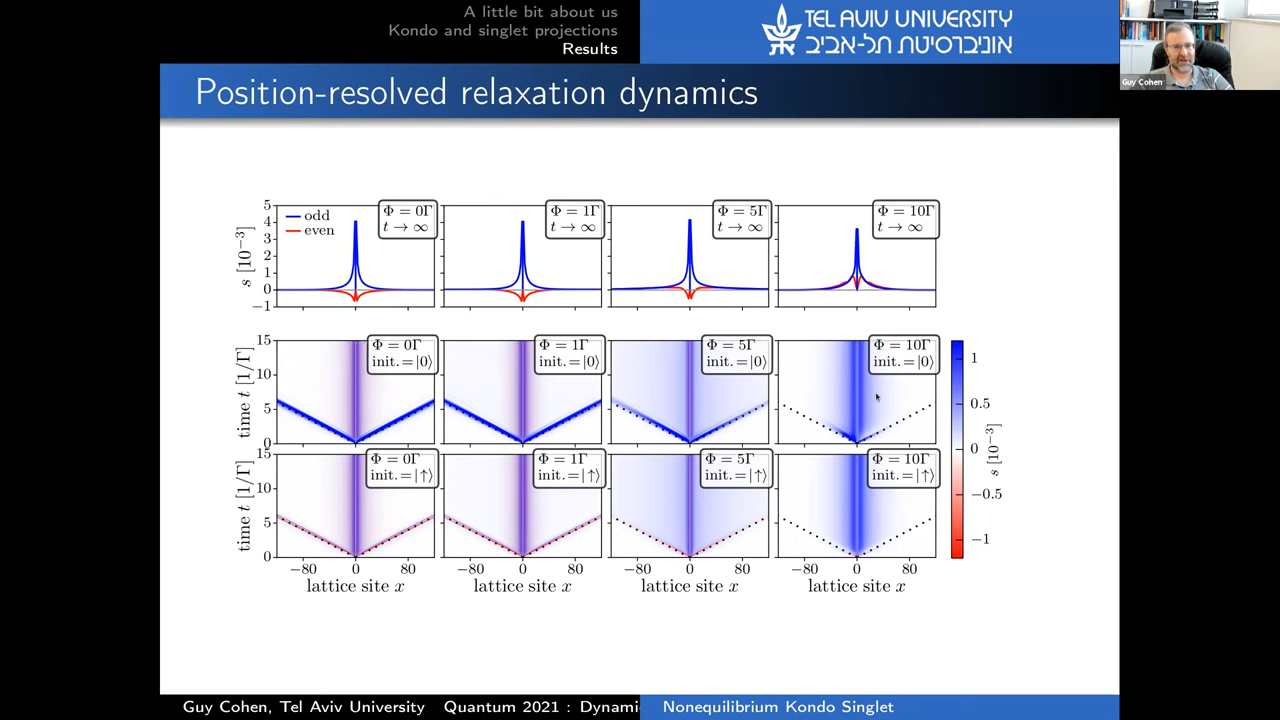 A little bit about us
Kondo and singlet projections
Results
TEL AVIV UNIVERSITY
אוניברסיטת תל-אביב
Guy Cohen
Position-resolved relaxation dynamics
s [10⁻³]
5
4
3
2
1
0
−1
odd
even
Φ = 0Γ
t → ∞
Φ = 1Γ
t → ∞
Φ = 5Γ
t → ∞
Φ = 10Γ
t → ∞
time t [1/Γ]
15
10
5
0
Φ = 0Γ
init. = |0⟩
Φ = 1Γ
init. = |0⟩
Φ = 5Γ
init. = |0⟩
Φ = 10Γ
init. = |0⟩
time t [1/Γ]
15
10
5
0
Φ = 0Γ
init. = |↑⟩
Φ = 1Γ
init. = |↑⟩
Φ = 5Γ
init. = |↑⟩
Φ = 10Γ
init. = |↑⟩
1
0.5
0
−0.5
−1
s [10⁻³]
−80 0 80
−80 0 80
−80 0 80
−80 0 80
lattice site x
lattice site x
lattice site x
lattice site x
Guy Cohen, Tel Aviv University Quantum 2021 : Dynami
Nonequilibrium Kondo Singlet